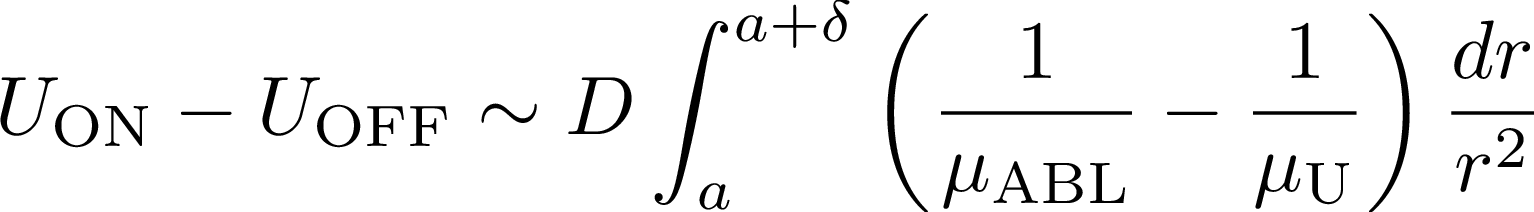 U_ON − U_OFF ∼ D ∫_a^{a+δ} (1/μ_ABL − 1/μ_U) dr/r²